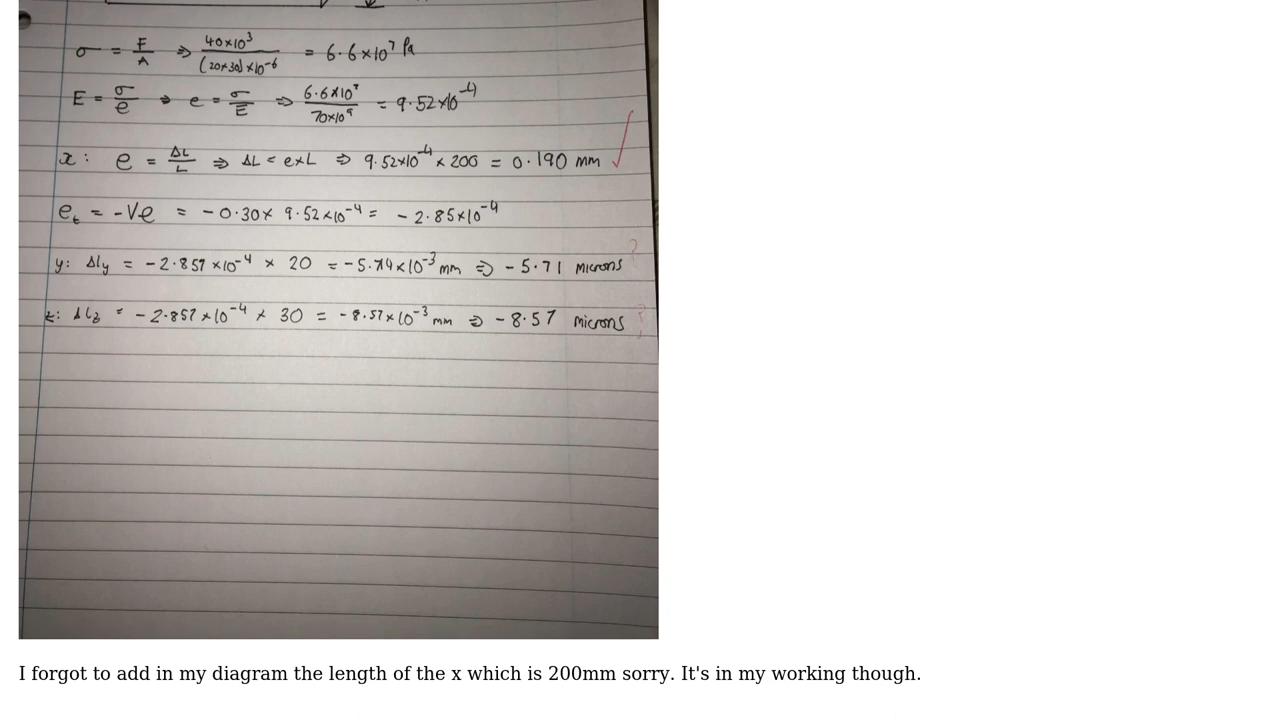 σ = F/A ⇒ 40×10³/(20×30)×10⁻⁶ = 6.6×10⁷ Pa
E = σ/e ⇒ e = σ/E ⇒ 6.6×10⁷/70×10⁹ = 9.52×10⁻⁴
x: e = ΔL/L ⇒ ΔL = e×L ⇒ 9.52×10⁻⁴ × 200 = 0.190 mm
eₜ = -Ve = -0.30× 9.52×10⁻⁴ = -2.85×10⁻⁴
y: Δly = -2.857×10⁻⁴ × 20 = -5.714×10⁻³ mm ⇒ -5.71 microns ?
z: Δlz = -2.857×10⁻⁴ × 30 = -8.57×10⁻³ mm ⇒ -8.57 microns ?
I forgot to add in my diagram the length of the x which is 200mm sorry. It's in my working though.